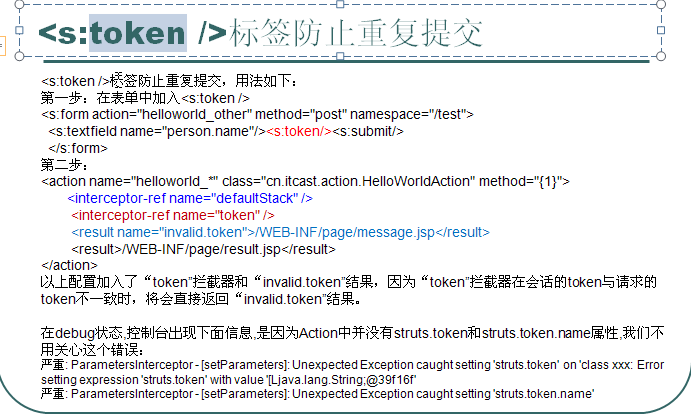 <s:token />标签防止重复提交
<s:token />标签防止重复提交，用法如下：
第一步：在表单中加入<s:token />
<s:form action="helloworld_other" method="post" namespace="/test">
<s:textfield name="person.name"/><s:token/><s:submit/>
</s:form>
第二步：
<action name="helloworld_*" class="cn.itcast.action.HelloWorldAction" method="{1}">
<interceptor-ref name="defaultStack" />
<interceptor-ref name="token" />
<result name="invalid.token">/WEB-INF/page/message.jsp</result>
<result>/WEB-INF/page/result.jsp</result>
</action>
以上配置加入了“token”拦截器和“invalid.token”结果，因为“token”拦截器在会话的token与请求的
token不一致时，将会直接返回“invalid.token”结果。
在debug状态,控制台出现下面信息,是因为Action中并没有struts.token和struts.token.name属性,我们不
用关心这个错误：
严重: ParametersInterceptor - [setParameters]: Unexpected Exception caught setting 'struts.token' on 'class xxx: Error
setting expression 'struts.token' with value '[Ljava.lang.String;@39f16f'
严重: ParametersInterceptor - [setParameters]: Unexpected Exception caught setting 'struts.token.name'